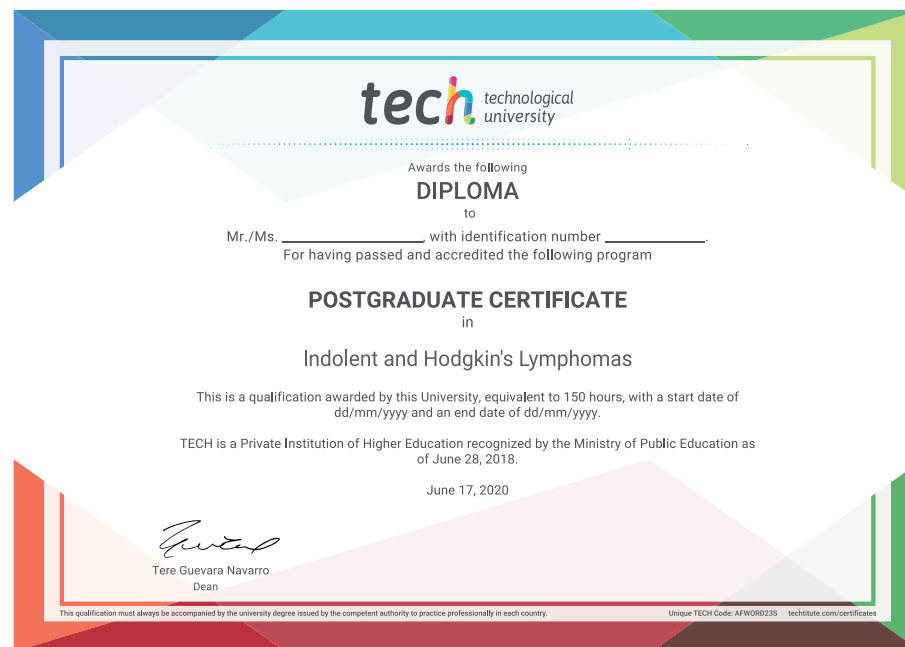 tech technological
university
Awards the following
DIPLOMA
to
Mr./Ms. ____________________, with identification number ______________.
For having passed and accredited the following program
POSTGRADUATE CERTIFICATE
in
Indolent and Hodgkin's Lymphomas
This is a qualification awarded by this University, equivalent to 150 hours, with a start date of
dd/mm/yyyy and an end date of dd/mm/yyyy.
TECH is a Private Institution of Higher Education recognized by the Ministry of Public Education as
of June 28, 2018.
June 17, 2020
Tere Guevara Navarro
Dean
This qualification must always be accompanied by the university degree issued by the competent authority to practice professionally in each country. Unique TECH Code: AFWORD23S techtitute.com/certificates